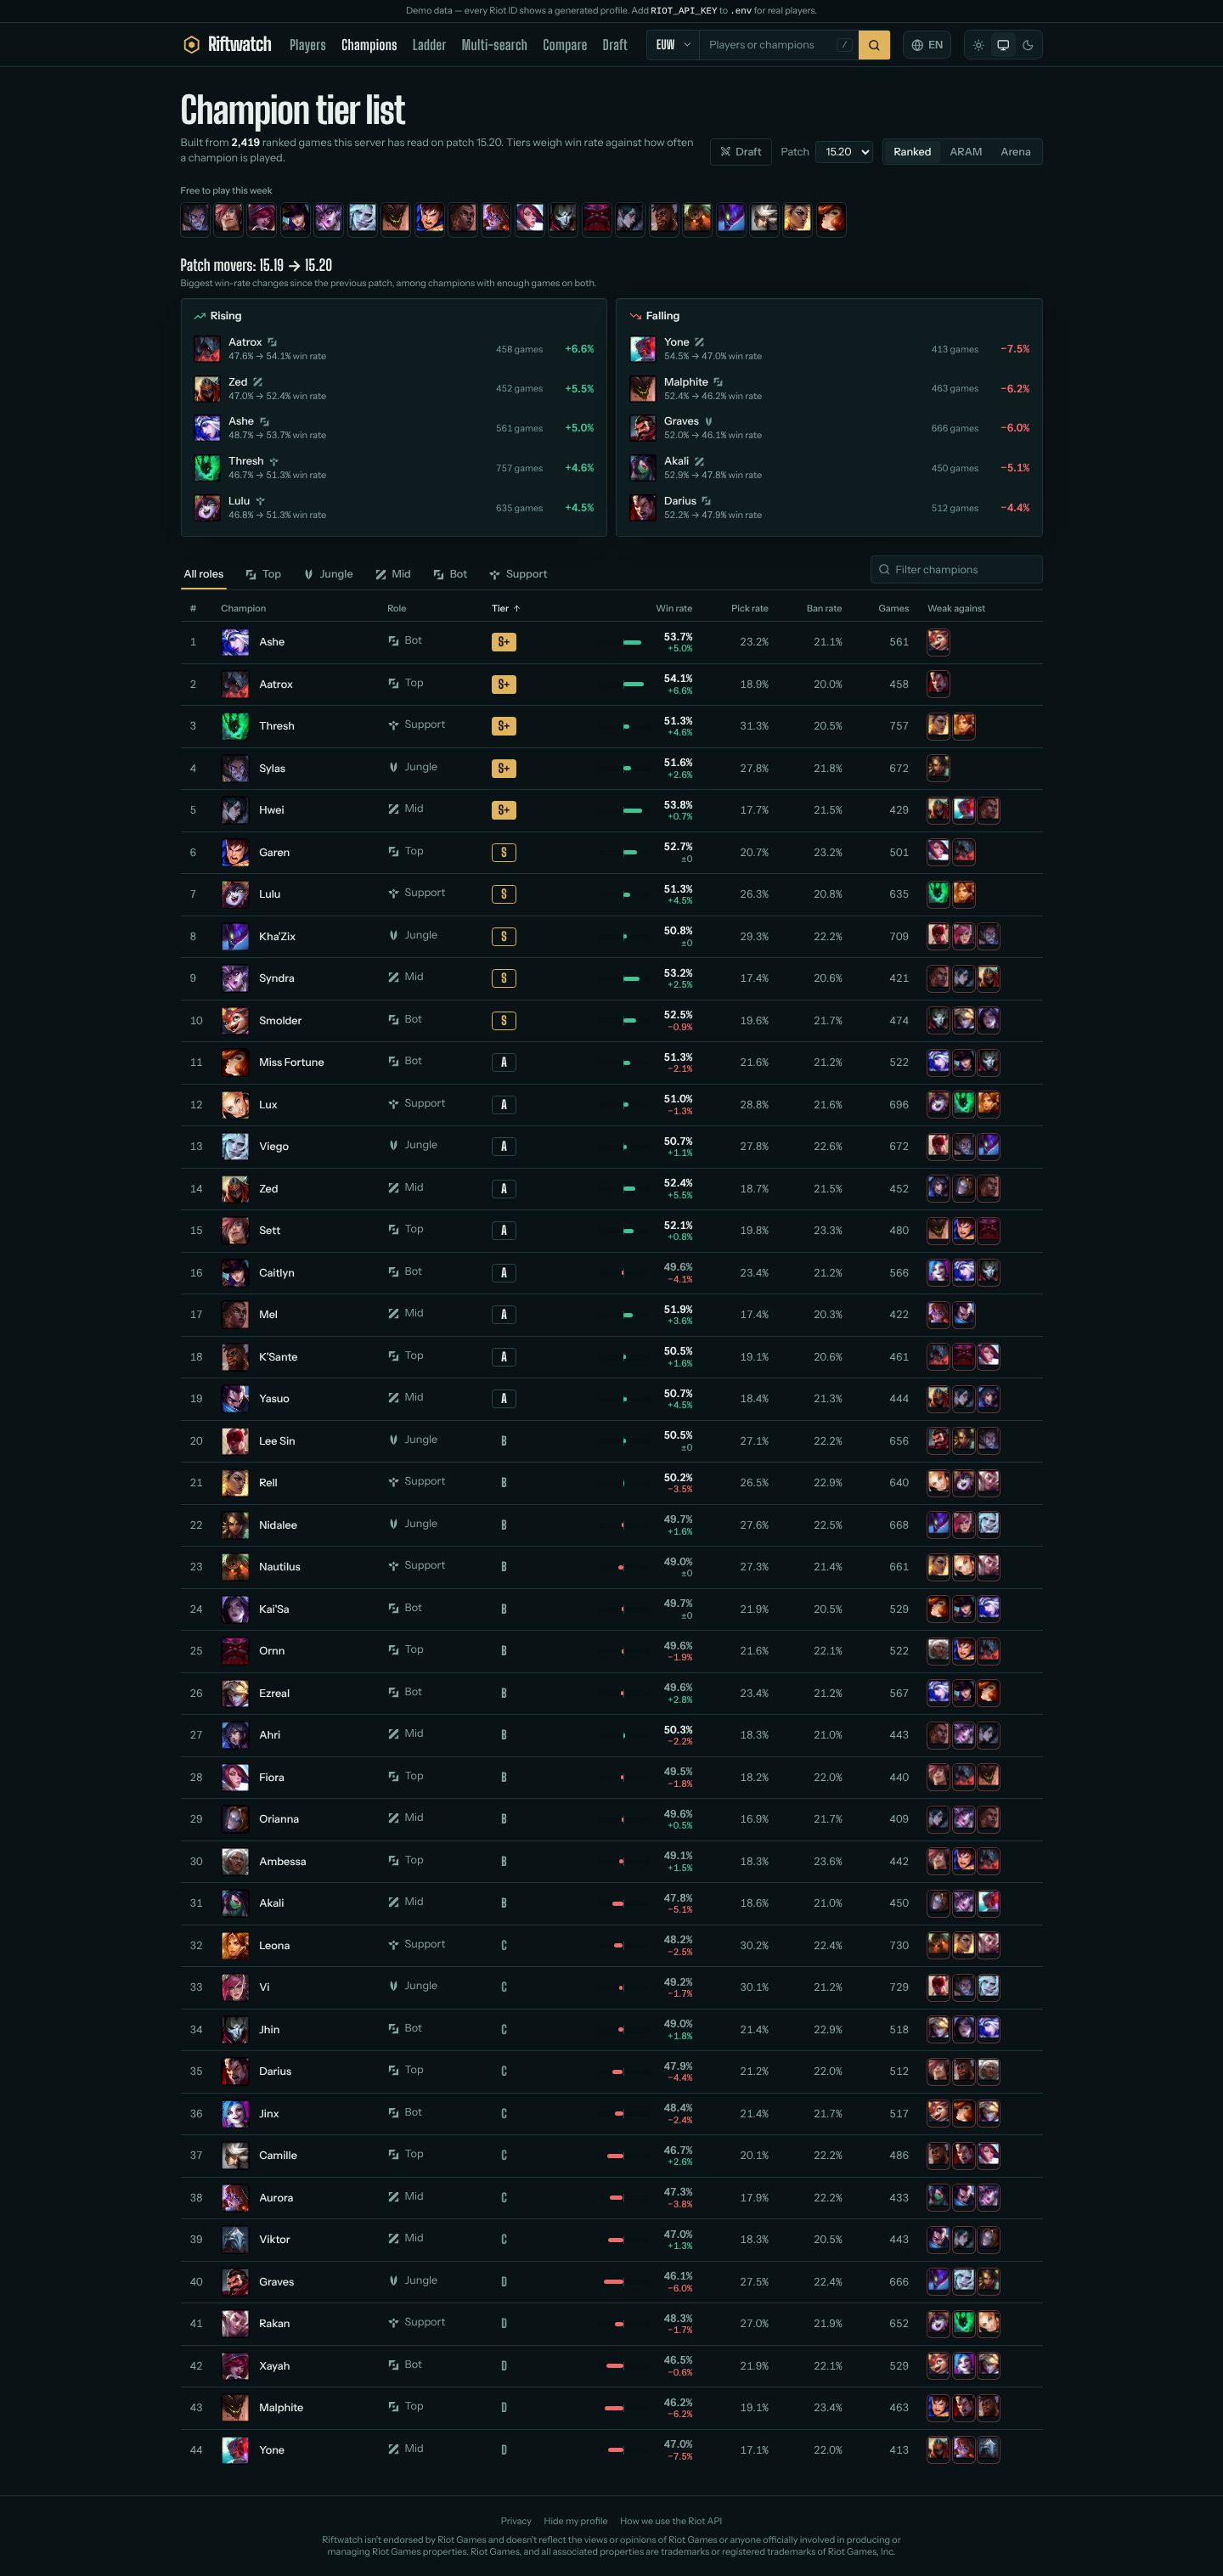 Demo data — every Riot ID shows a generated profile. Add RIOT_API_KEY to .env for real players.
Riftwatch Players Champions Ladder Multi-search Compare Draft EUW Players or champions / EN
Champion tier list
Built from 2,419 ranked games this server has read on patch 15.20. Tiers weigh win rate against how often
a champion is played.
Draft Patch 15.20 Ranked ARAM Arena
Free to play this week
Patch movers: 15.19 → 15.20
Biggest win-rate changes since the previous patch, among champions with enough games on both.
Rising
Aatrox
47.6% → 54.1% win rate 458 games +6.6%
Zed
47.0% → 52.4% win rate 452 games +5.5%
Ashe
48.7% → 53.7% win rate 561 games +5.0%
Thresh
46.7% → 51.3% win rate 757 games +4.6%
Lulu
46.8% → 51.3% win rate 635 games +4.5%
Falling
Yone
54.5% → 47.0% win rate 413 games −7.5%
Malphite
52.4% → 46.2% win rate 463 games −6.2%
Graves
52.0% → 46.1% win rate 666 games −6.0%
Akali
52.9% → 47.8% win rate 450 games −5.1%
Darius
52.2% → 47.9% win rate 512 games −4.4%
All roles Top Jungle Mid Bot Support Filter champions
# Champion Role Tier ↑ Win rate Pick rate Ban rate Games Weak against
1 Ashe Bot S+ 53.7% +5.0% 23.2% 21.1% 561
2 Aatrox Top S+ 54.1% +6.6% 18.9% 20.0% 458
3 Thresh Support S+ 51.3% +4.6% 31.3% 20.5% 757
4 Sylas Jungle S+ 51.6% +2.6% 27.8% 21.8% 672
5 Hwei Mid S+ 53.8% +0.7% 17.7% 21.5% 429
6 Garen Top S 52.7% ±0 20.7% 23.2% 501
7 Lulu Support S 51.3% +4.5% 26.3% 20.8% 635
8 Kha'Zix Jungle S 50.8% ±0 29.3% 22.2% 709
9 Syndra Mid S 53.2% +2.5% 17.4% 20.6% 421
10 Smolder Bot S 52.5% −0.9% 19.6% 21.7% 474
11 Miss Fortune Bot A 51.3% −2.1% 21.6% 21.2% 522
12 Lux Support A 51.0% −1.3% 28.8% 21.6% 696
13 Viego Jungle A 50.7% +1.1% 27.8% 22.6% 672
14 Zed Mid A 52.4% +5.5% 18.7% 21.5% 452
15 Sett Top A 52.1% +0.8% 19.8% 23.3% 480
16 Caitlyn Bot A 49.6% −4.1% 23.4% 21.2% 566
17 Mel Mid A 51.9% +3.6% 17.4% 20.3% 422
18 K'Sante Top A 50.5% +1.6% 19.1% 20.6% 461
19 Yasuo Mid A 50.7% +4.5% 18.4% 21.3% 444
20 Lee Sin Jungle B 50.5% ±0 27.1% 22.2% 656
21 Rell Support B 50.2% −3.5% 26.5% 22.9% 640
22 Nidalee Jungle B 49.7% +1.6% 27.6% 22.5% 668
23 Nautilus Support B 49.0% ±0 27.3% 21.4% 661
24 Kai'Sa Bot B 49.7% ±0 21.9% 20.5% 529
25 Ornn Top B 49.6% −1.9% 21.6% 22.1% 522
26 Ezreal Bot B 49.6% +2.8% 23.4% 21.2% 567
27 Ahri Mid B 50.3% −2.2% 18.3% 21.0% 443
28 Fiora Top B 49.5% −1.8% 18.2% 22.0% 440
29 Orianna Mid B 49.6% +0.5% 16.9% 21.7% 409
30 Ambessa Top B 49.1% +1.5% 18.3% 23.6% 442
31 Akali Mid B 47.8% −5.1% 18.6% 21.0% 450
32 Leona Support C 48.2% −2.5% 30.2% 22.4% 730
33 Vi Jungle C 49.2% −1.7% 30.1% 21.2% 729
34 Jhin Bot C 49.0% +1.8% 21.4% 22.9% 518
35 Darius Top C 47.9% −4.4% 21.2% 22.0% 512
36 Jinx Bot C 48.4% −2.4% 21.4% 21.7% 517
37 Camille Top C 46.7% +2.6% 20.1% 22.2% 486
38 Aurora Mid C 47.3% −3.8% 17.9% 22.2% 433
39 Viktor Mid C 47.0% +1.3% 18.3% 20.5% 443
40 Graves Jungle D 46.1% −6.0% 27.5% 22.4% 666
41 Rakan Support D 48.3% −1.7% 27.0% 21.9% 652
42 Xayah Bot D 46.5% −0.6% 21.9% 22.1% 529
43 Malphite Top D 46.2% −6.2% 19.1% 23.4% 463
44 Yone Mid D 47.0% −7.5% 17.1% 22.0% 413
Privacy Hide my profile How we use the Riot API
Riftwatch isn't endorsed by Riot Games and doesn't reflect the views or opinions of Riot Games or anyone officially involved in producing or
managing Riot Games properties. Riot Games, and all associated properties are trademarks or registered trademarks of Riot Games, Inc.